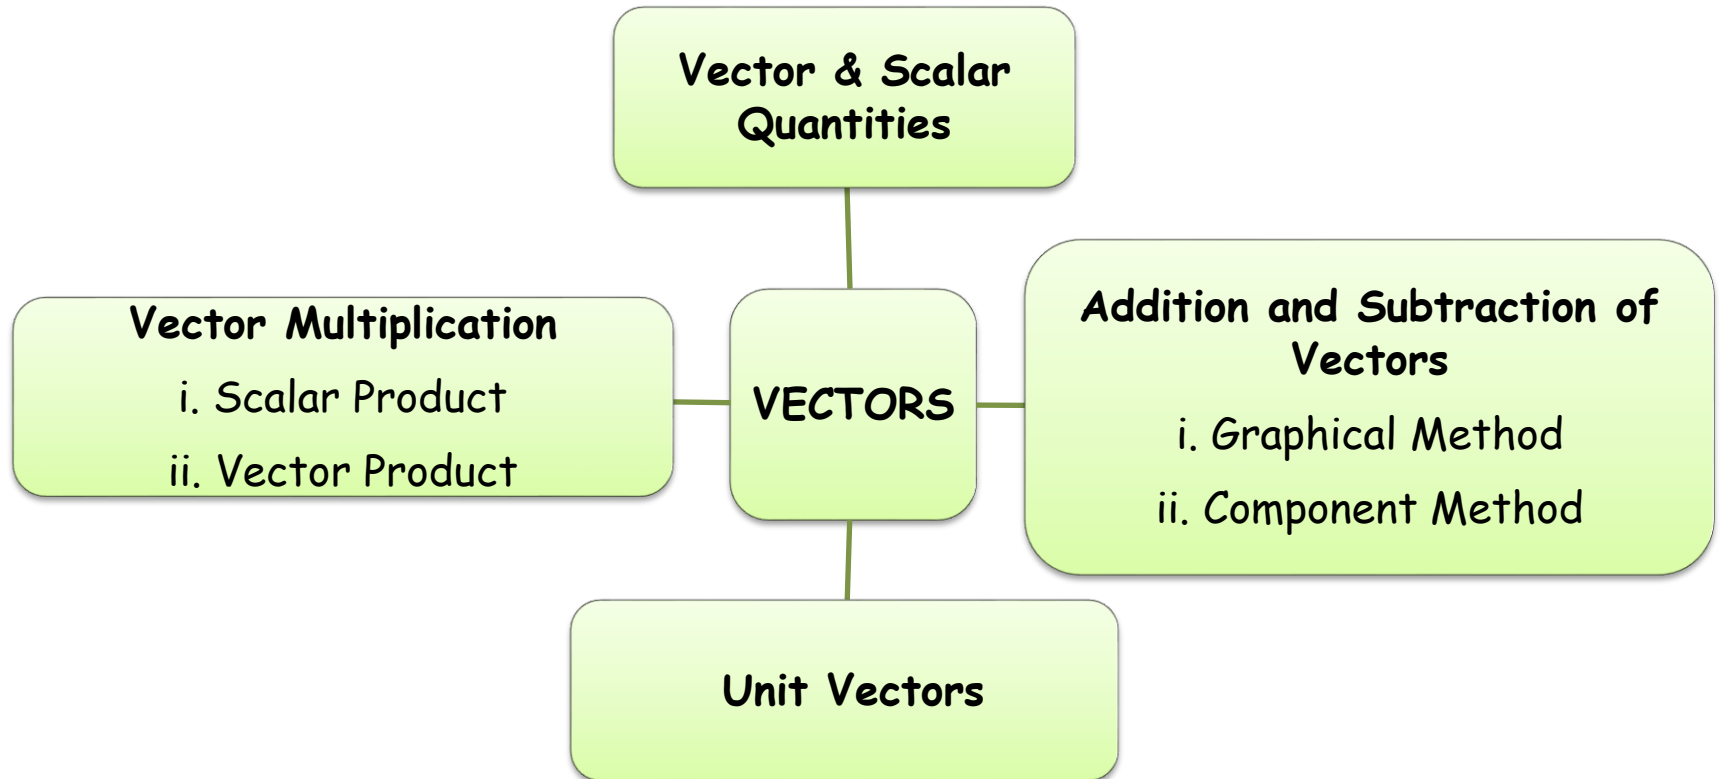 Vector & Scalar
Quantities
Vector Multiplication
i. Scalar Product
ii. Vector Product
VECTORS
Addition and Subtraction of
Vectors
i. Graphical Method
ii. Component Method
Unit Vectors